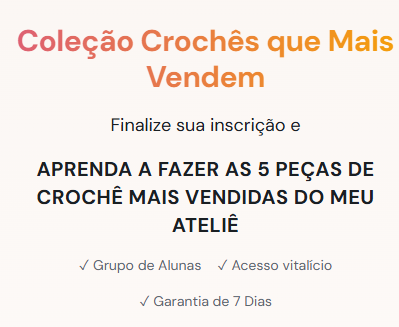 Coleção Crochês que Mais
Vendem
Finalize sua inscrição e
APRENDA A FAZER AS 5 PEÇAS DE
CROCHÊ MAIS VENDIDAS DO MEU
ATELIÊ
✓ Grupo de Alunas ✓ Acesso vitalício
✓ Garantia de 7 Dias